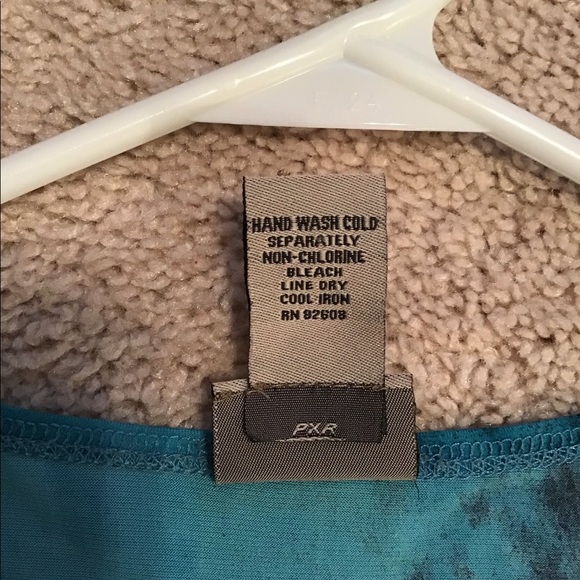 HAND WASH COLD
SEPARATELY
NON-CHLORINE
BLEACH
LINE DRY
COOL IRON
RN 92608
PXR